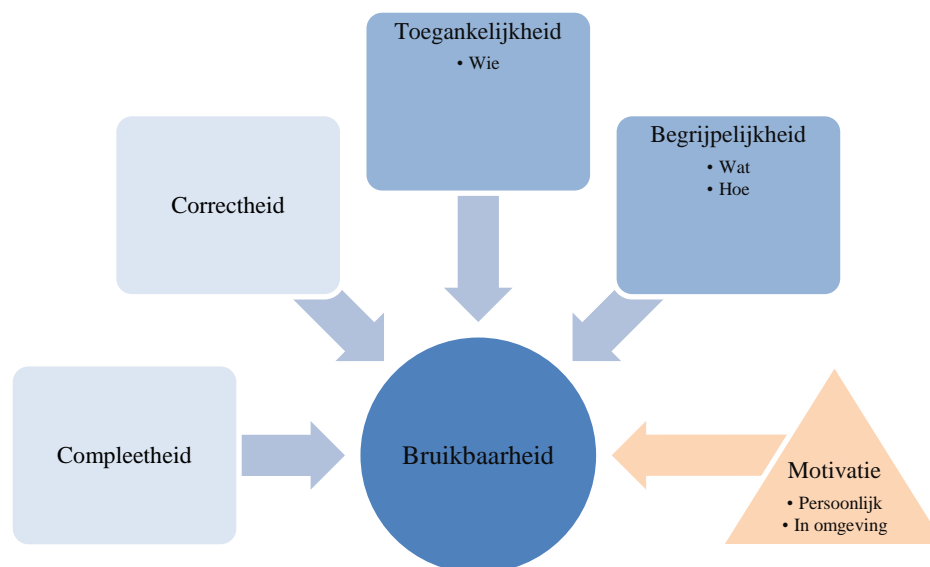 Toegankelijkheid
• Wie
Begrijpelijkheid
• Wat
• Hoe
Correctheid
Compleetheid
Bruikbaarheid
Motivatie
• Persoonlijk
• In omgeving